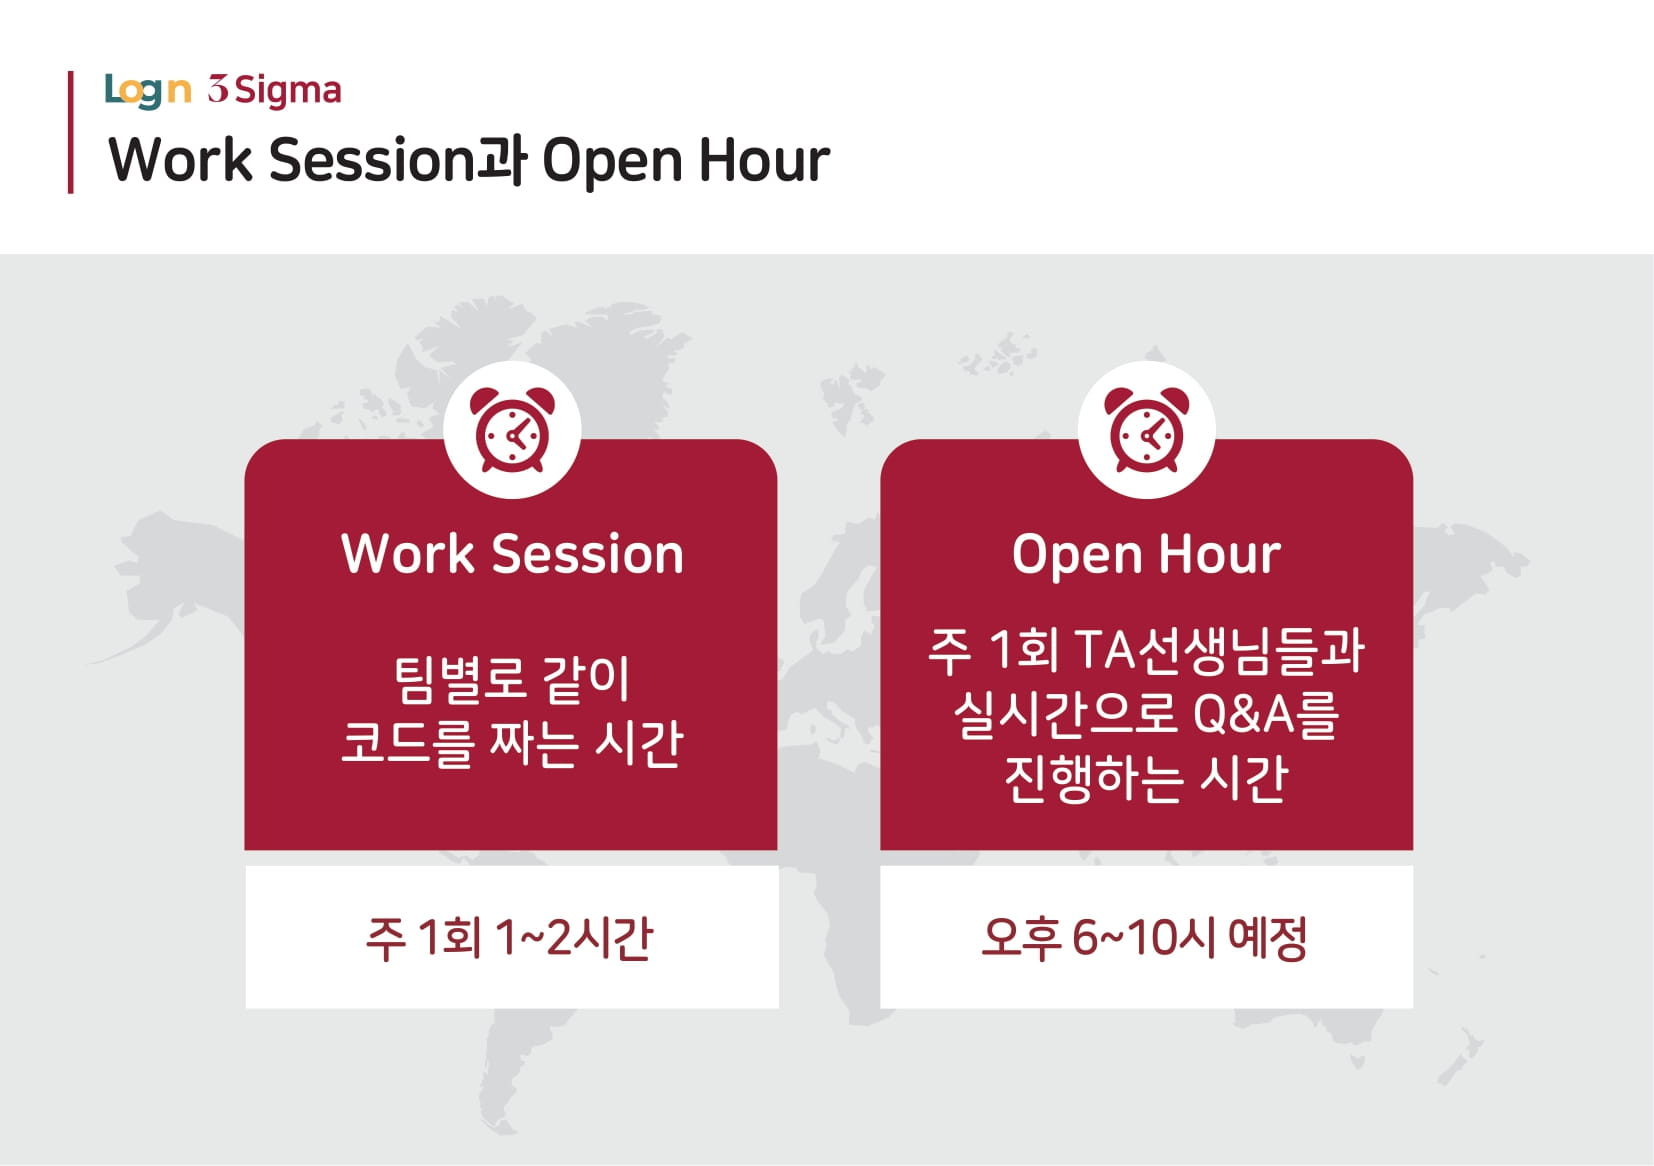 Logn 3 Sigma
Work Session과 Open Hour
Work Session
팀별로 같이
코드를 짜는 시간
주 1회 1~2시간
Open Hour
주 1회 TA선생님들과
실시간으로 Q&A를
진행하는 시간
오후 6~10시 예정